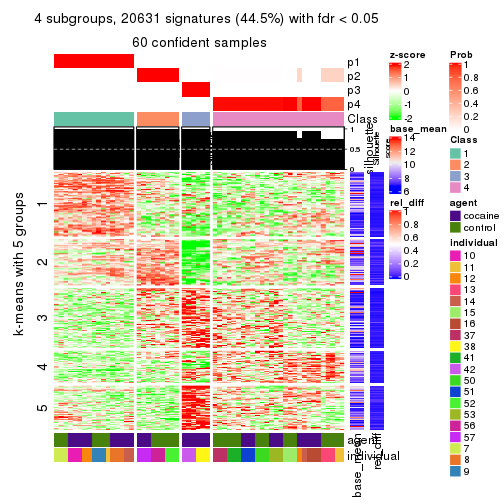 4 subgroups, 20631 signatures (44.5%) with fdr < 0.05
60 confident samples
p1
p2
p3
p4
Class
silhouette
score
1
0.5
0
k-means with 5 groups
1
2
3
4
5
agent
individual
base_mean
rel_diff
z-score
2
1
0
-1
-2
base_mean
14
12
10
8
6
rel_diff
1
0.8
0.6
0.4
0.2
0
Prob
1
0.8
0.6
0.4
0.2
0
Class
1
2
3
4
agent
cocaine
control
individual
10
11
12
13
14
15
16
37
38
41
42
50
51
52
53
56
57
7
8
9